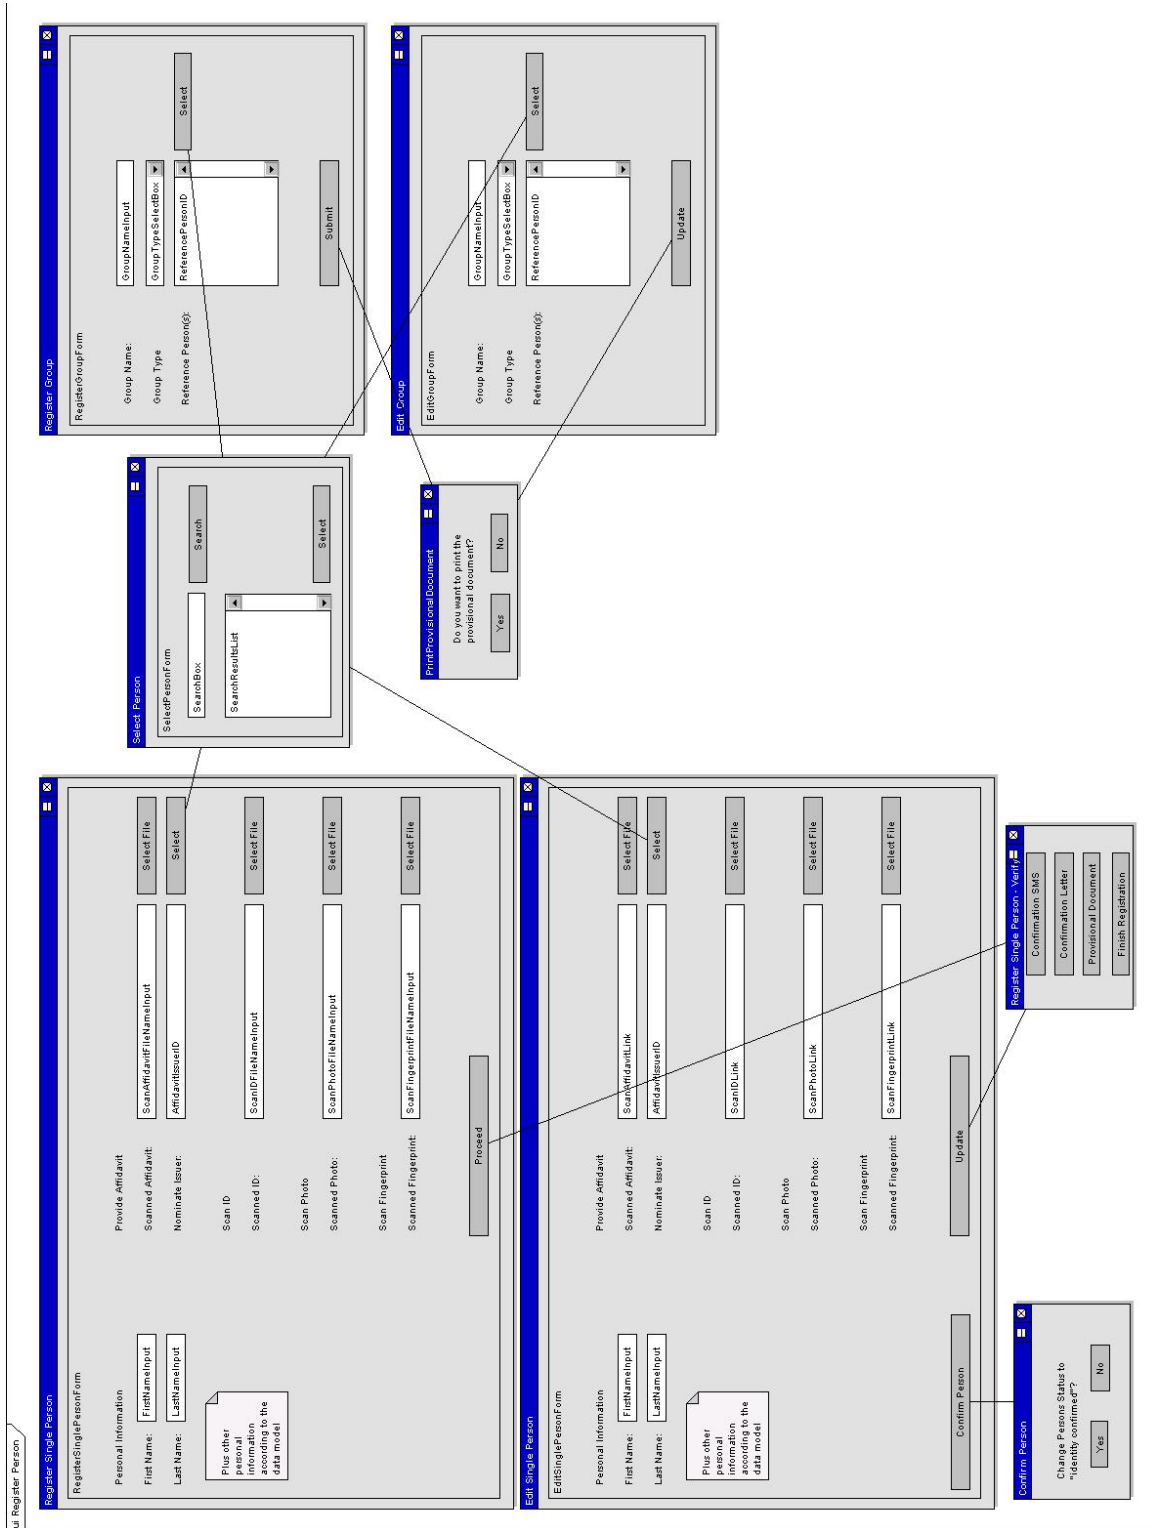 ui Register Person
Register Single Person
RegisterSinglePersonForm
Personal Information
First Name:
FirstNameInput
Last Name:
LastNameInput
Plus other
personal
information
according to the
data model
Provide Affidavit
Scanned Affidavit:
ScanAffidavitFileNameInput
Select File
Nominate Issuer:
AffidavitIssuerID
Select
Scan ID
Scanned ID:
ScanIDFileNameInput
Select File
Scan Photo
Scanned Photo:
ScanPhotoFileNameInput
Select File
Scan Fingerprint
Scanned Fingerprint:
ScanFingerprintFileNameInput
Select File
Proceed
Select Person
SelectPersonForm
SearchBox
Search
SearchResultsList
Select
Register Group
RegisterGroupForm
Group Name:
GroupNameInput
Group Type
GroupTypeSelectBox
Reference Person(s):
ReferencePersonID
Select
Submit
Edit Single Person
EditSinglePersonForm
Personal Information
First Name:
FirstNameInput
Last Name:
LastNameInput
Plus other
personal
information
according to the
data model
Provide Affidavit
Scanned Affidavit:
ScanAffidavitLink
Select File
Nominate Issuer:
AffidavitIssuerID
Select
Scan ID
Scanned ID:
ScanIDLink
Select File
Scan Photo
Scanned Photo:
ScanPhotoLink
Select File
Scan Fingerprint
Scanned Fingerprint:
ScanFingerprintLink
Select File
Confirm Person
Update
PrintProvisionalDocument
Do you want to print the
provisional document?
Yes
No
Edit Group
EditGroupForm
Group Name:
GroupNameInput
Group Type
GroupTypeSelectBox
Reference Person(s):
ReferencePersonID
Select
Update
Confirm Person
Change Persons Status to
"identity confirmed"?
Yes
No
Register Single Person - Verify
Confirmation SMS
Confirmation Letter
Provisional Document
Finish Registration